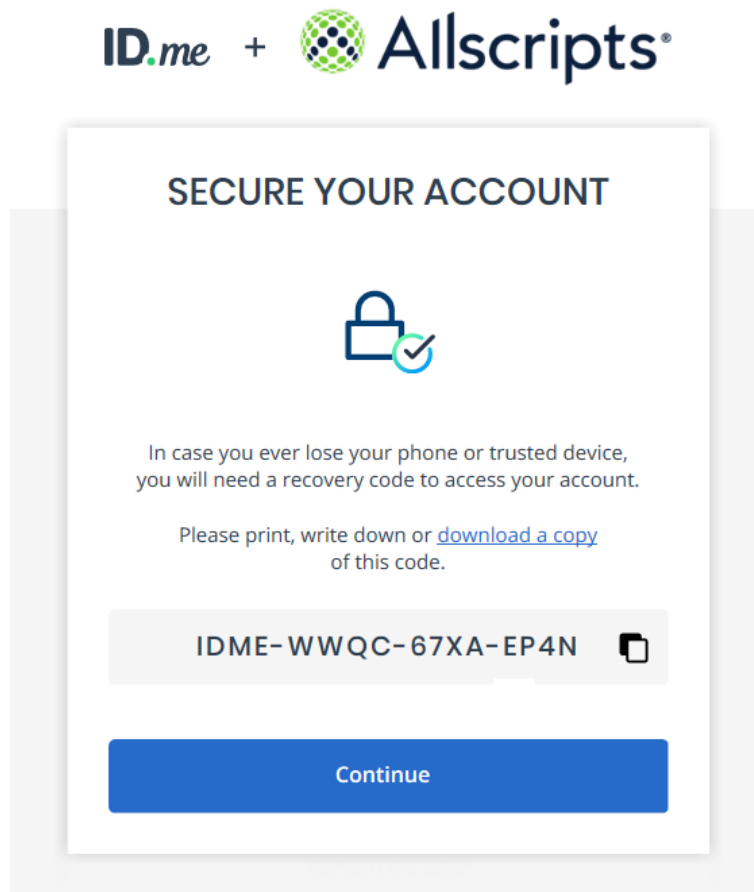 ID.me + Allscripts®
SECURE YOUR ACCOUNT
In case you ever lose your phone or trusted device,
you will need a recovery code to access your account.
Please print, write down or download a copy
of this code.
IDME-WWQC-67XA-EP4N
Continue